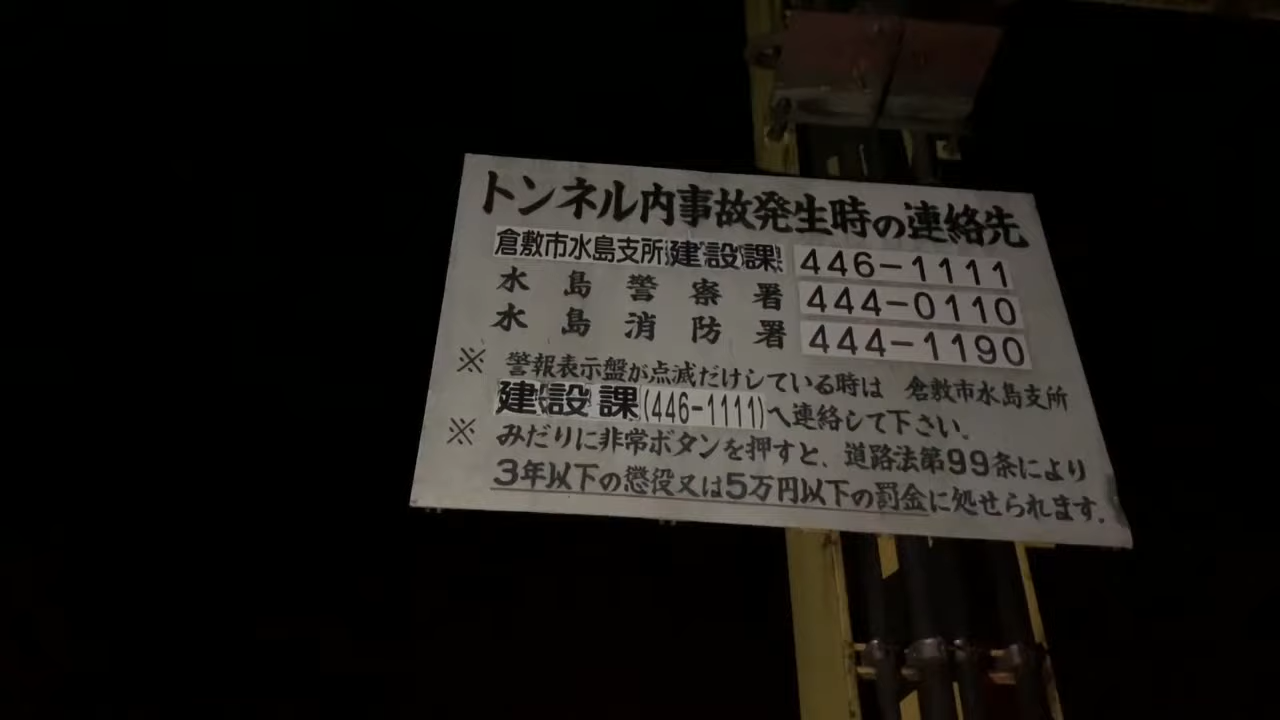 トンネル内事故発生時の連絡先
倉敷市水島支所建設課 446-1111
水島警察署 444-0110
水島消防署 444-1190
※ 警報表示盤が点滅だけしている時は 倉敷市水島支所
建設課(446-1111)へ連絡して下さい.
※ みだりに非常ボタンを押すと、道路法第99条により
3年以下の懲役又は5万円以下の罰金に処せられます.